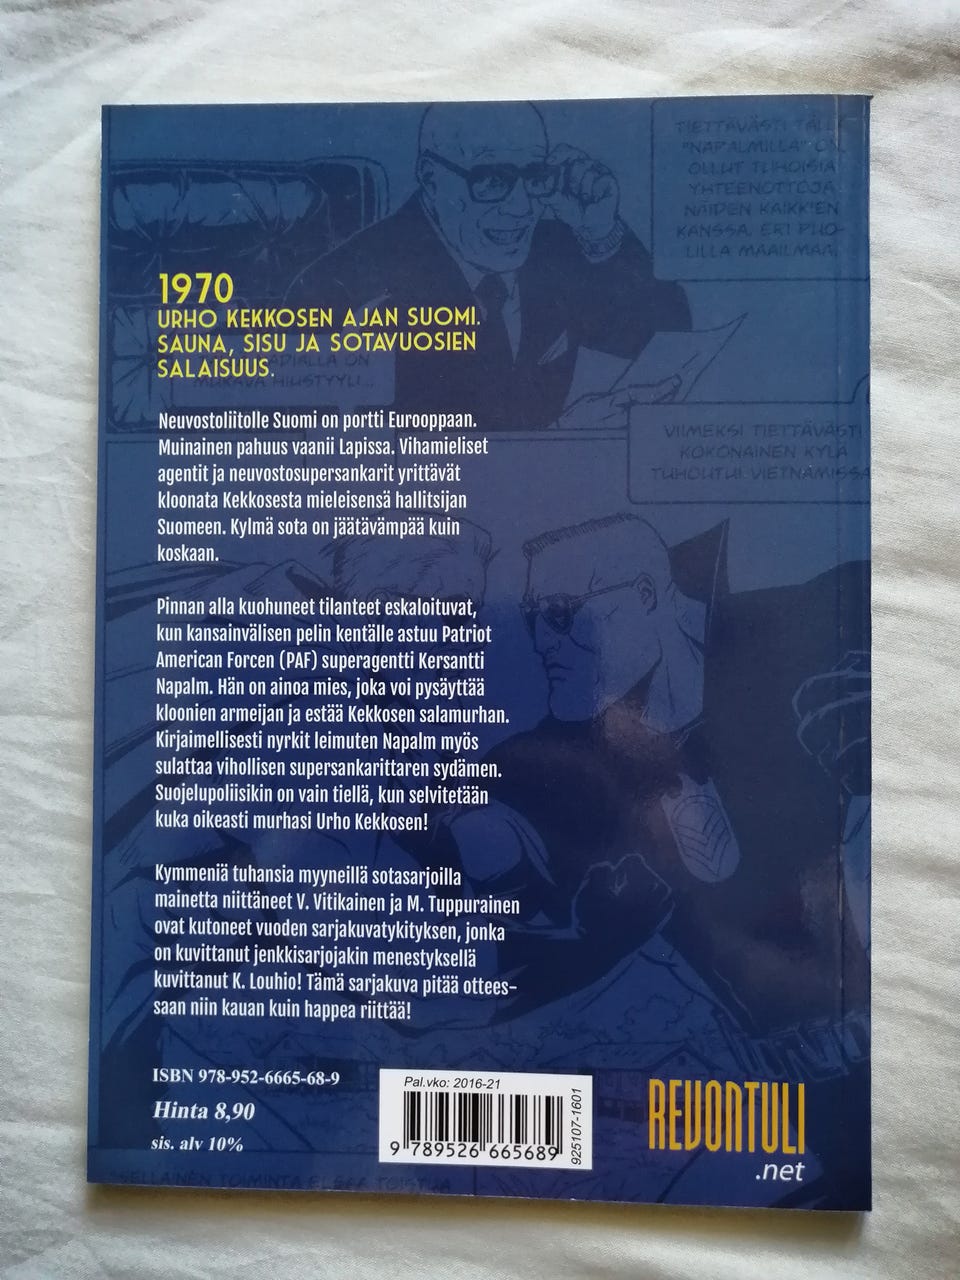 TIETTÄVÄSTI TÄLLÄ
"NAPALMILLA" ON
OLLUT TUHOISIA
YHTEENOTTOJA
NÄIDEN KAIKKIEN
KANSSA, ERI PUO-
LILLA MAAILMAA.
1970
URHO KEKKOSEN AJAN SUOMI.
SAUNA, SISU JA SOTAVUOSIEN
SALAISUUS.
ALLA ON
MUKAVA HIUSTYYLI...
VIIMEKSI TIETTÄVÄSTI
KOKONAINEN KYLÄ
TUHOUTUI VIETNAMISSA
Neuvostoliitolle Suomi on portti Eurooppaan.
Muinainen pahuus vaanii Lapissa. Vihamieliset
agentit ja neuvostosupersankarit yrittävät
kloonata Kekkosesta mieleisensä hallitsijan
Suomeen. Kylmä sota on jäätävämpää kuin
koskaan.
Pinnan alla kuohuneet tilanteet eskaloituvat,
kun kansainvälisen pelin kentälle astuu Patriot
American Forcen (PAF) superagentti Kersantti
Napalm. Hän on ainoa mies, joka voi pysäyttää
kloonien armeijan ja estää Kekkosen salamurhan.
Kirjaimellisesti nyrkit leimuten Napalm myös
sulattaa vihollisen supersankarittaren sydämen.
Suojelupoliisikin on vain tiellä, kun selvitetään
kuka oikeasti murhasi Urho Kekkosen!
Kymmeniä tuhansia myyneillä sotasarjoilla
mainetta niittäneet V. Vitikainen ja M. Tuppurainen
ovat kutoneet vuoden sarjakuvatykityksen, jonka
on kuvittanut jenkkisarjojakin menestyksellä
kuvittanut K. Louhio! Tämä sarjakuva pitää ottees-
saan niin kauan kuin happea riittää!
ISBN 978-952-6665-68-9
Hinta 8,90
sis. alv 10%
Pal.vko: 2016-21
9 789526 665689
925107-1601
REVONTULI
.net
SELLAINEN TOIMINTA ELÄÄ TOISTUA